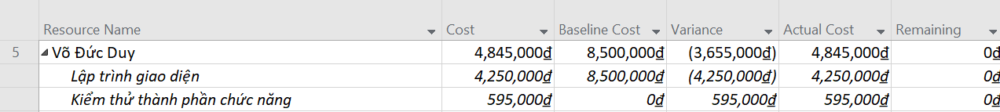 Resource Name Cost Baseline Cost Variance Actual Cost Remaining
5 Võ Đức Duy 4,845,000₫ 8,500,000₫ (3,655,000₫) 4,845,000₫ 0₫
Lập trình giao diện 4,250,000₫ 8,500,000₫ (4,250,000₫) 4,250,000₫ 0₫
Kiểm thử thành phần chức năng 595,000₫ 0₫ 595,000₫ 595,000₫ 0₫